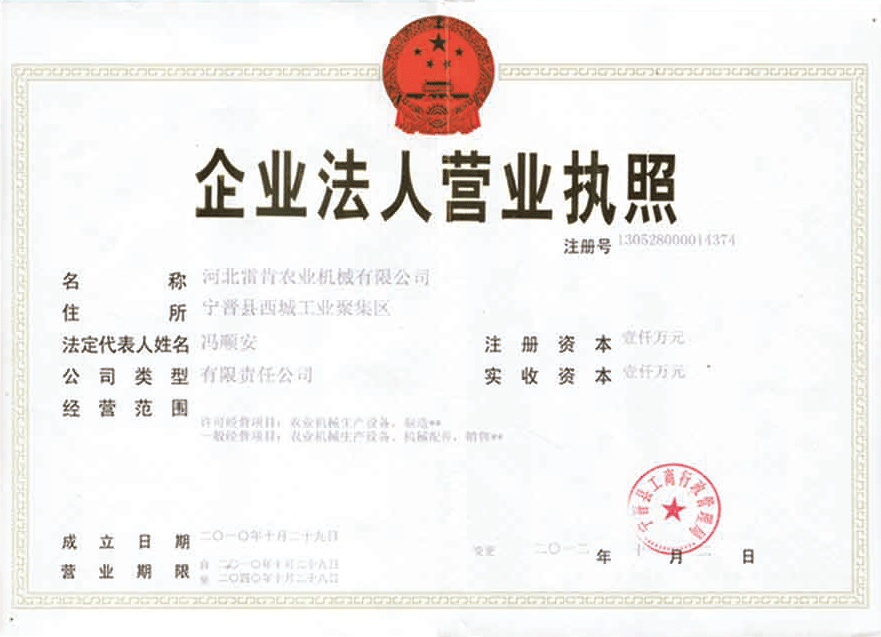 企业法人营业执照
注册号 130528000014374
名称 河北雷肯农业机械有限公司
住所 宁晋县西城工业聚集区
法定代表人姓名 冯顺安
注册资本 壹仟万元
公司类型 有限责任公司
实收资本 壹仟万元
经营范围
许可经营项目：农业机械生产设备，制造**
一般经营项目：农业机械生产设备、机械配件，销售**
宁晋县工商行政管理局
成立日期 二〇一〇年十月二十九日
变更 二〇一二年十月二日
营业期限 自 二〇一〇年十月二十九日
至 二〇四〇年十月二十八日